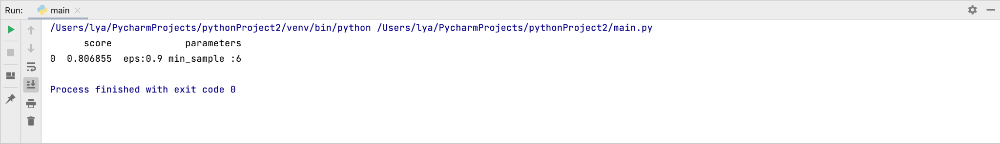 Run: main
/Users/lya/PycharmProjects/pythonProject2/venv/bin/python /Users/lya/PycharmProjects/pythonProject2/main.py
score parameters
0 0.806855 eps:0.9 min_sample :6
Process finished with exit code 0